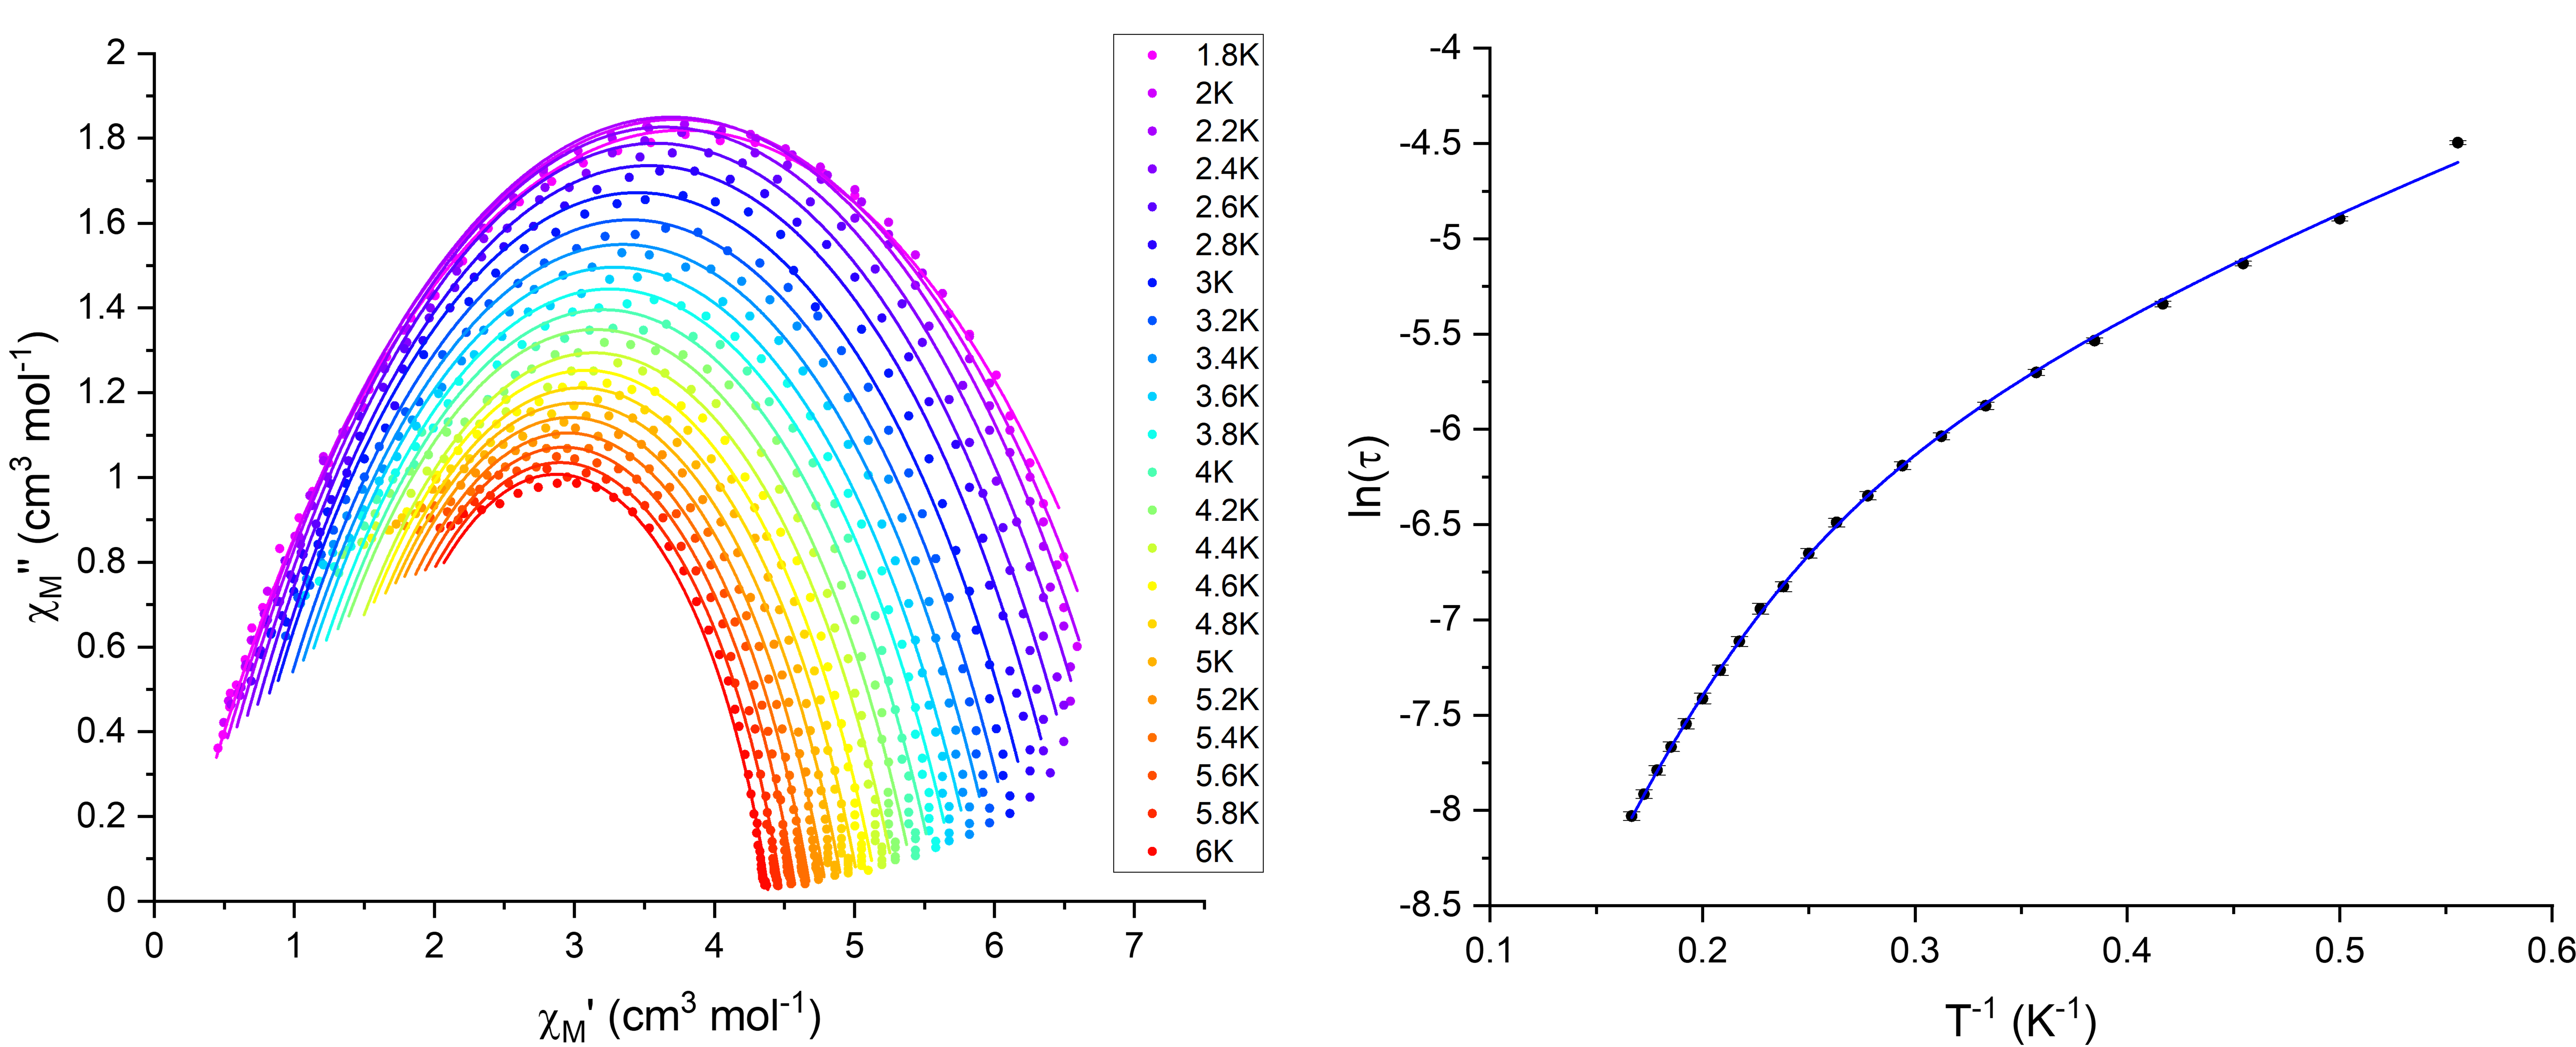 2
1.8
1.6
1.4
1.2
1
0.8
0.6
0.4
0.2
0
χM" (cm3 mol-1)
0 1 2 3 4 5 6 7
χM' (cm3 mol-1)
1.8K
2K
2.2K
2.4K
2.6K
2.8K
3K
3.2K
3.4K
3.6K
3.8K
4K
4.2K
4.4K
4.6K
4.8K
5K
5.2K
5.4K
5.6K
5.8K
6K
-4
-4.5
-5
-5.5
-6
-6.5
-7
-7.5
-8
-8.5
ln(τ)
0.1 0.2 0.3 0.4 0.5 0.6
T-1 (K-1)